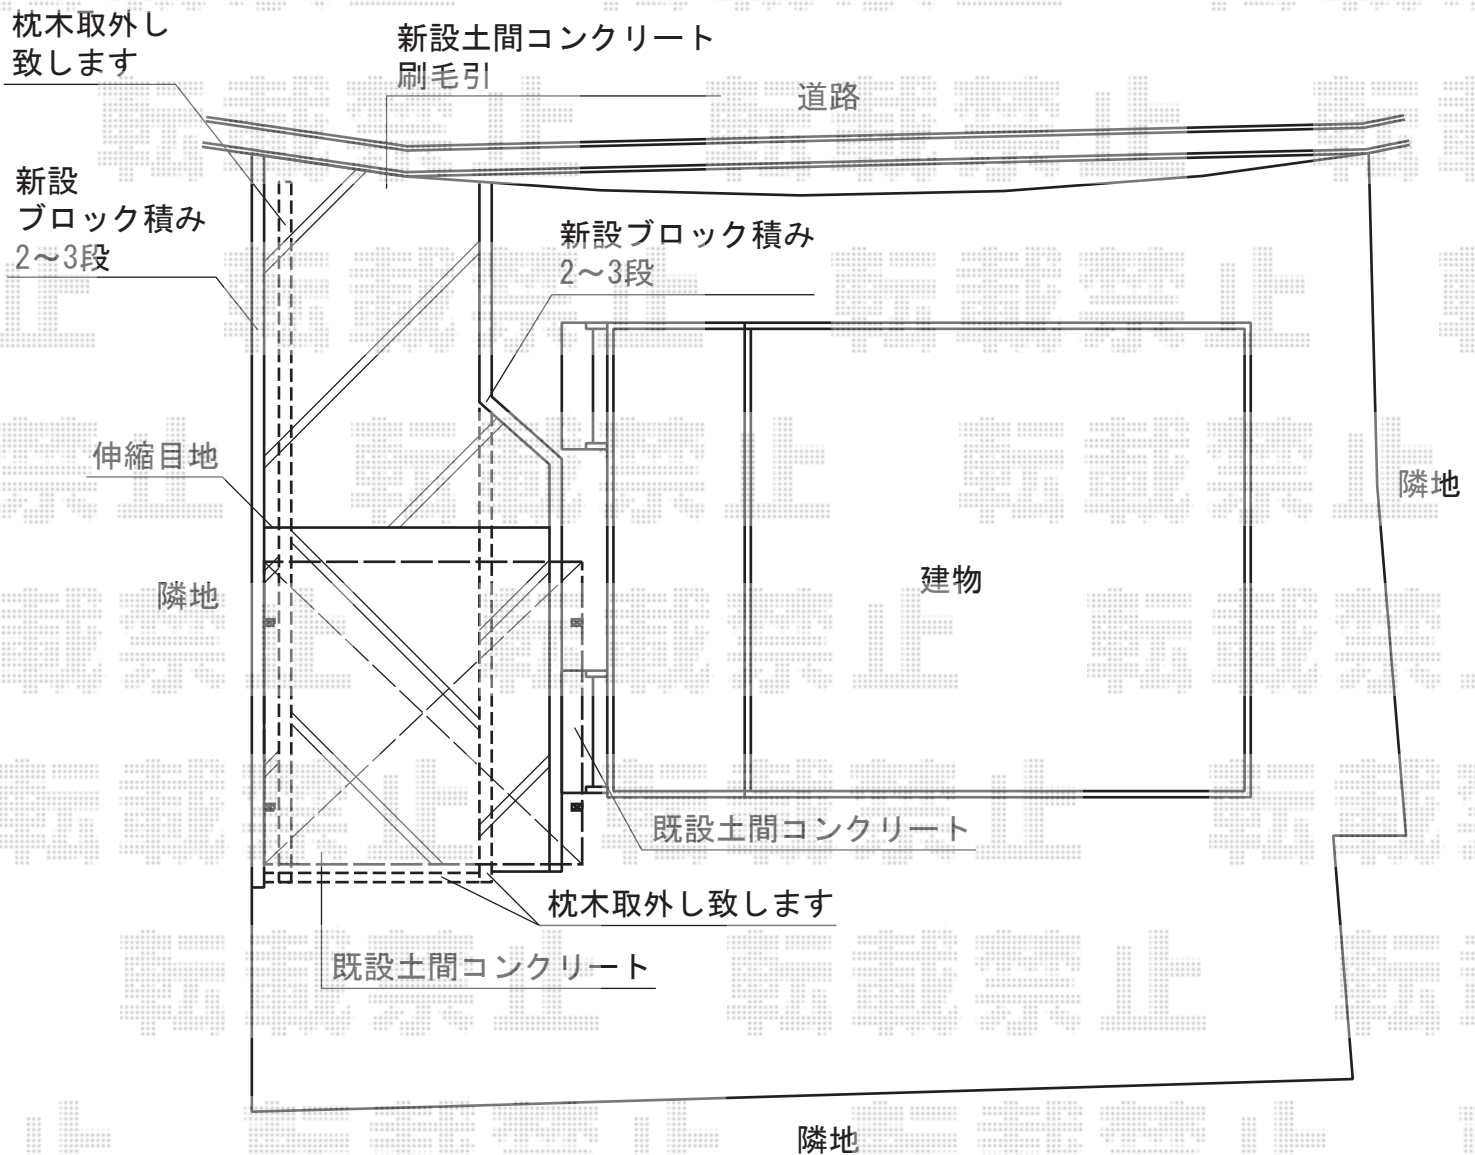 枕木取外し
致します
新設土間コンクリート
刷毛引
道路
新設
ブロック積み
2～3段
新設ブロック積み
2～3段
伸縮目地
隣地
隣地
建物
既設土間コンクリート
枕木取外し致します
既設土間コンクリート
隣地
転載禁止